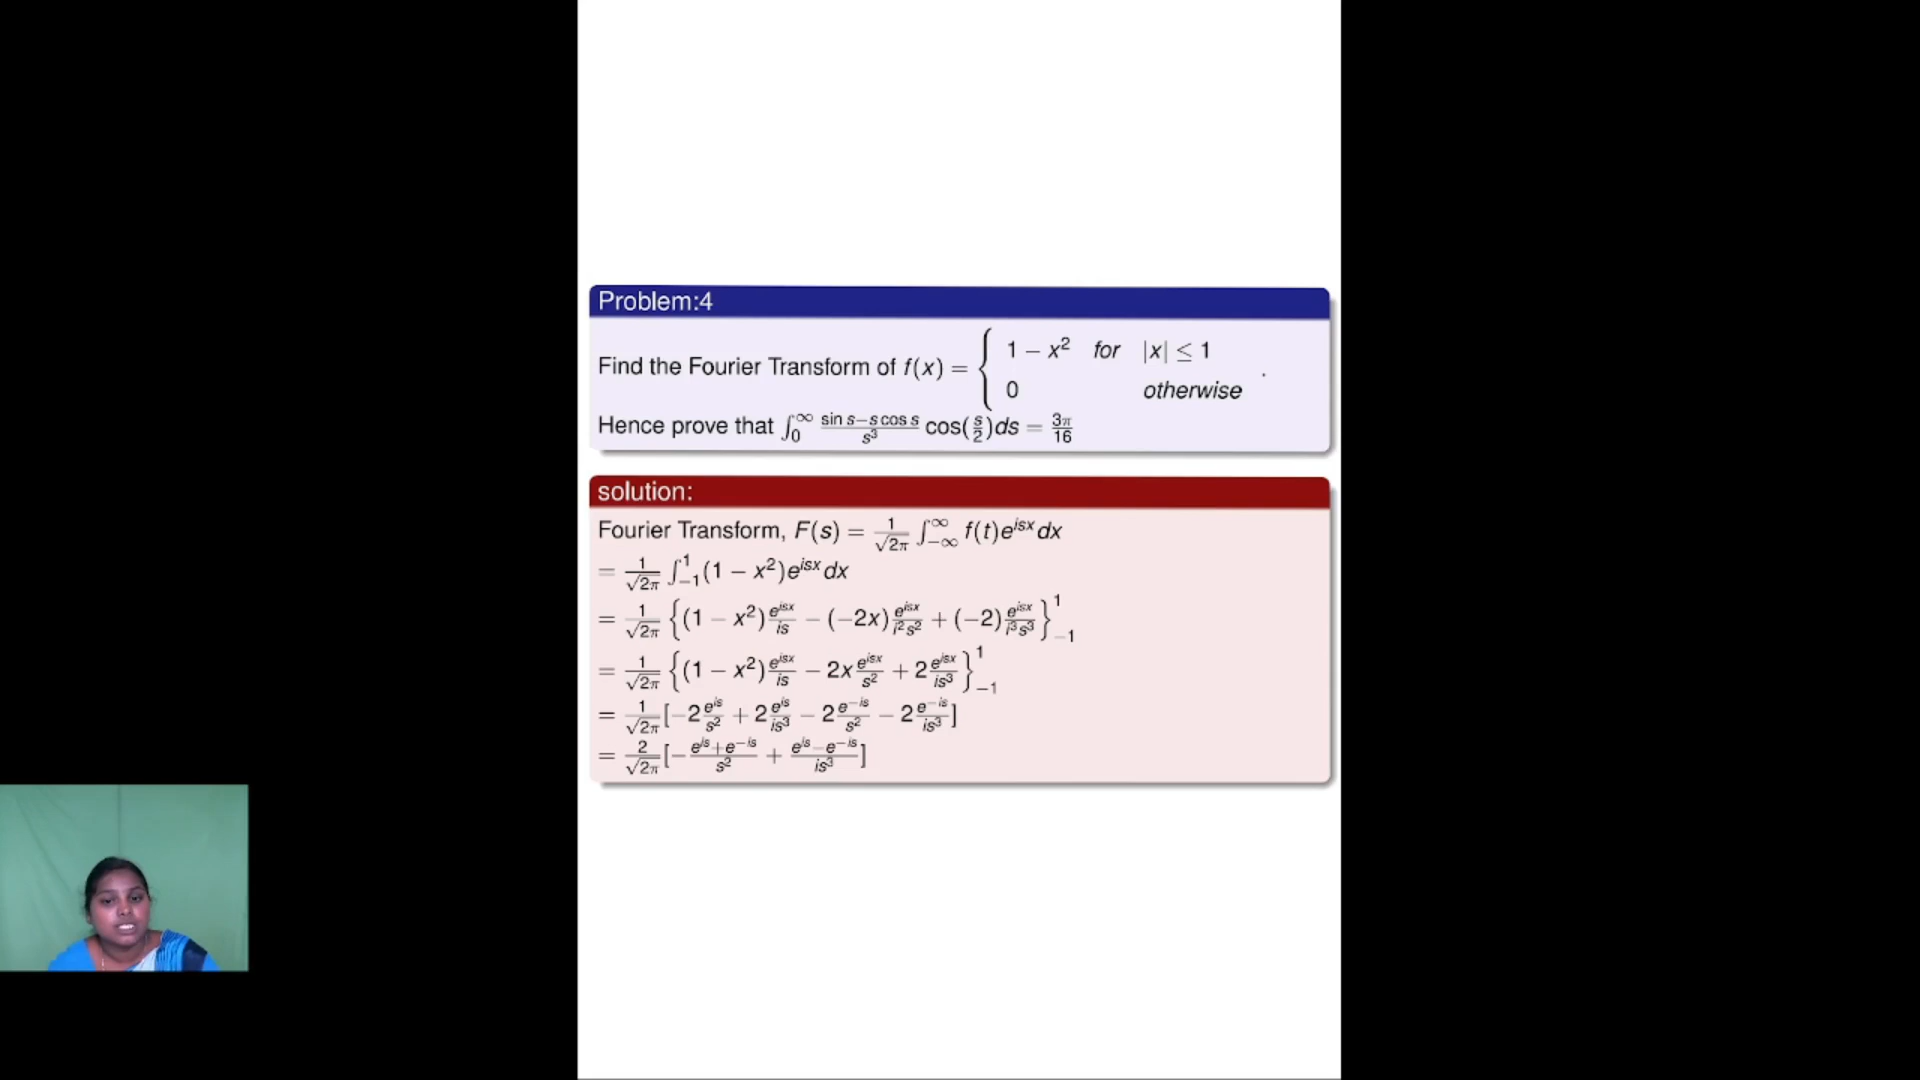 Problem:4
Find the Fourier Transform of f(x) = { 1 − x² for |x| ≤ 1
0 otherwise .
Hence prove that ∫₀^∞ (sin s−s cos s)/s³ cos(s/2)ds = 3π/16
solution:
Fourier Transform, F(s) = 1/√2π ∫_{−∞}^{∞} f(t)e^{isx}dx
= 1/√2π ∫_{−1}^{1}(1 − x²)e^{isx}dx
= 1/√2π {(1 − x²) e^{isx}/is − (−2x) e^{isx}/i²s² + (−2) e^{isx}/i³s³}_{−1}^{1}
= 1/√2π {(1 − x²) e^{isx}/is − 2x e^{isx}/s² + 2 e^{isx}/is³}_{−1}^{1}
= 1/√2π [−2 e^{is}/s² + 2 e^{is}/is³ − 2 e^{−is}/s² − 2 e^{−is}/is³]
= 2/√2π [− (e^{is}+e^{−is})/s² + (e^{is}−e^{−is})/is³]